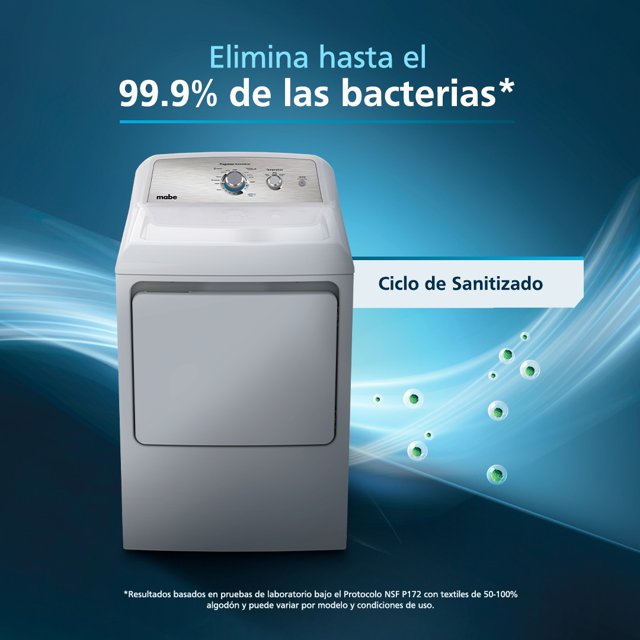 Elimina hasta el
99.9% de las bacterias*
mabe
Ciclo de Sanitizado
*Resultados basados en pruebas de laboratorio bajo el Protocolo NSF P172 con textiles de 50-100%
algodón y puede variar por modelo y condiciones de uso.